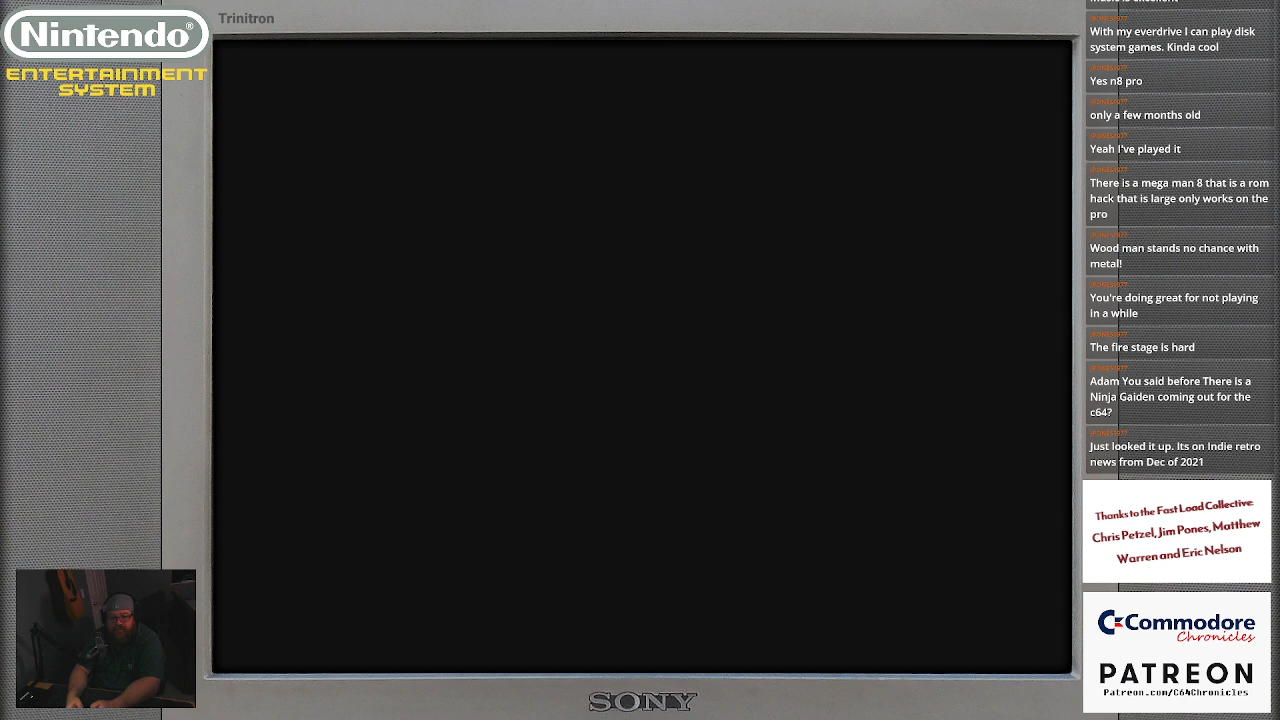 Nintendo®
ENTERTAINMENT
SYSTEM
Trinitron
With my everdrive I can play disk
system games. Kinda cool
Yes n8 pro
only a few months old
Yeah I've played it
There is a mega man 8 that is a rom
hack that is large only works on the
pro
Wood man stands no chance with
metal!
You're doing great for not playing
in a while
The fire stage is hard
Adam You said before There is a
Ninja Gaiden coming out for the
c64?
Just looked it up. Its on Indie retro
news from Dec of 2021
Thanks to the Fast Load Collective
Chris Petzel, Jim Pones, Matthew
Warren and Eric Nelson
Commodore
Chronicles
PATREON
Patreon.com/C64Chronicles
SONY